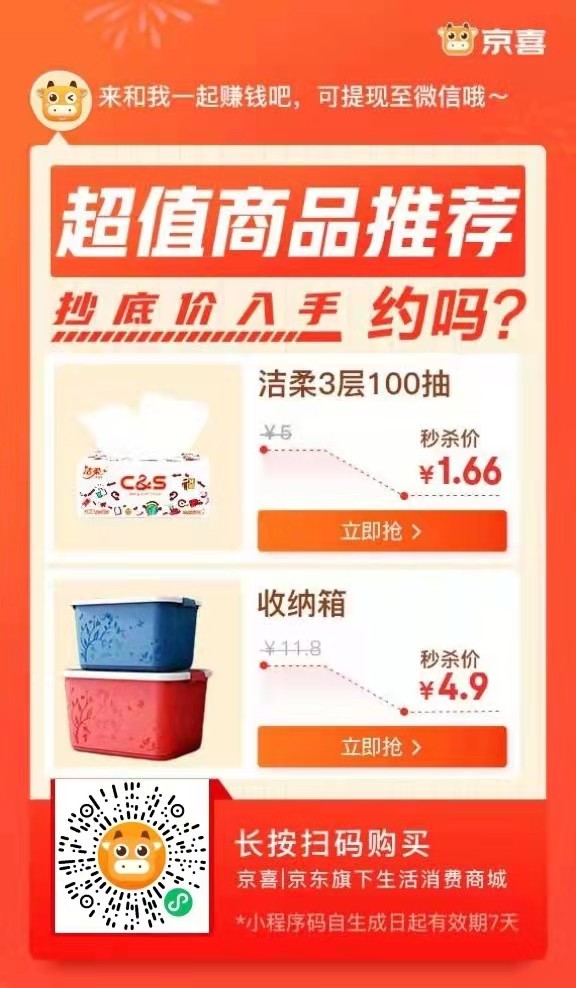 京喜
来和我一起赚钱吧，可提现至微信哦～
超值商品推荐
抄底价入手 约吗?
洁柔3层100抽
¥5
秒杀价
¥1.66
立即抢 >
洁柔
C&S
收纳箱
¥11.8
秒杀价
¥4.9
立即抢 >
长按扫码购买
京喜|京东旗下生活消费商城
*小程序码自生成日起有效期7天